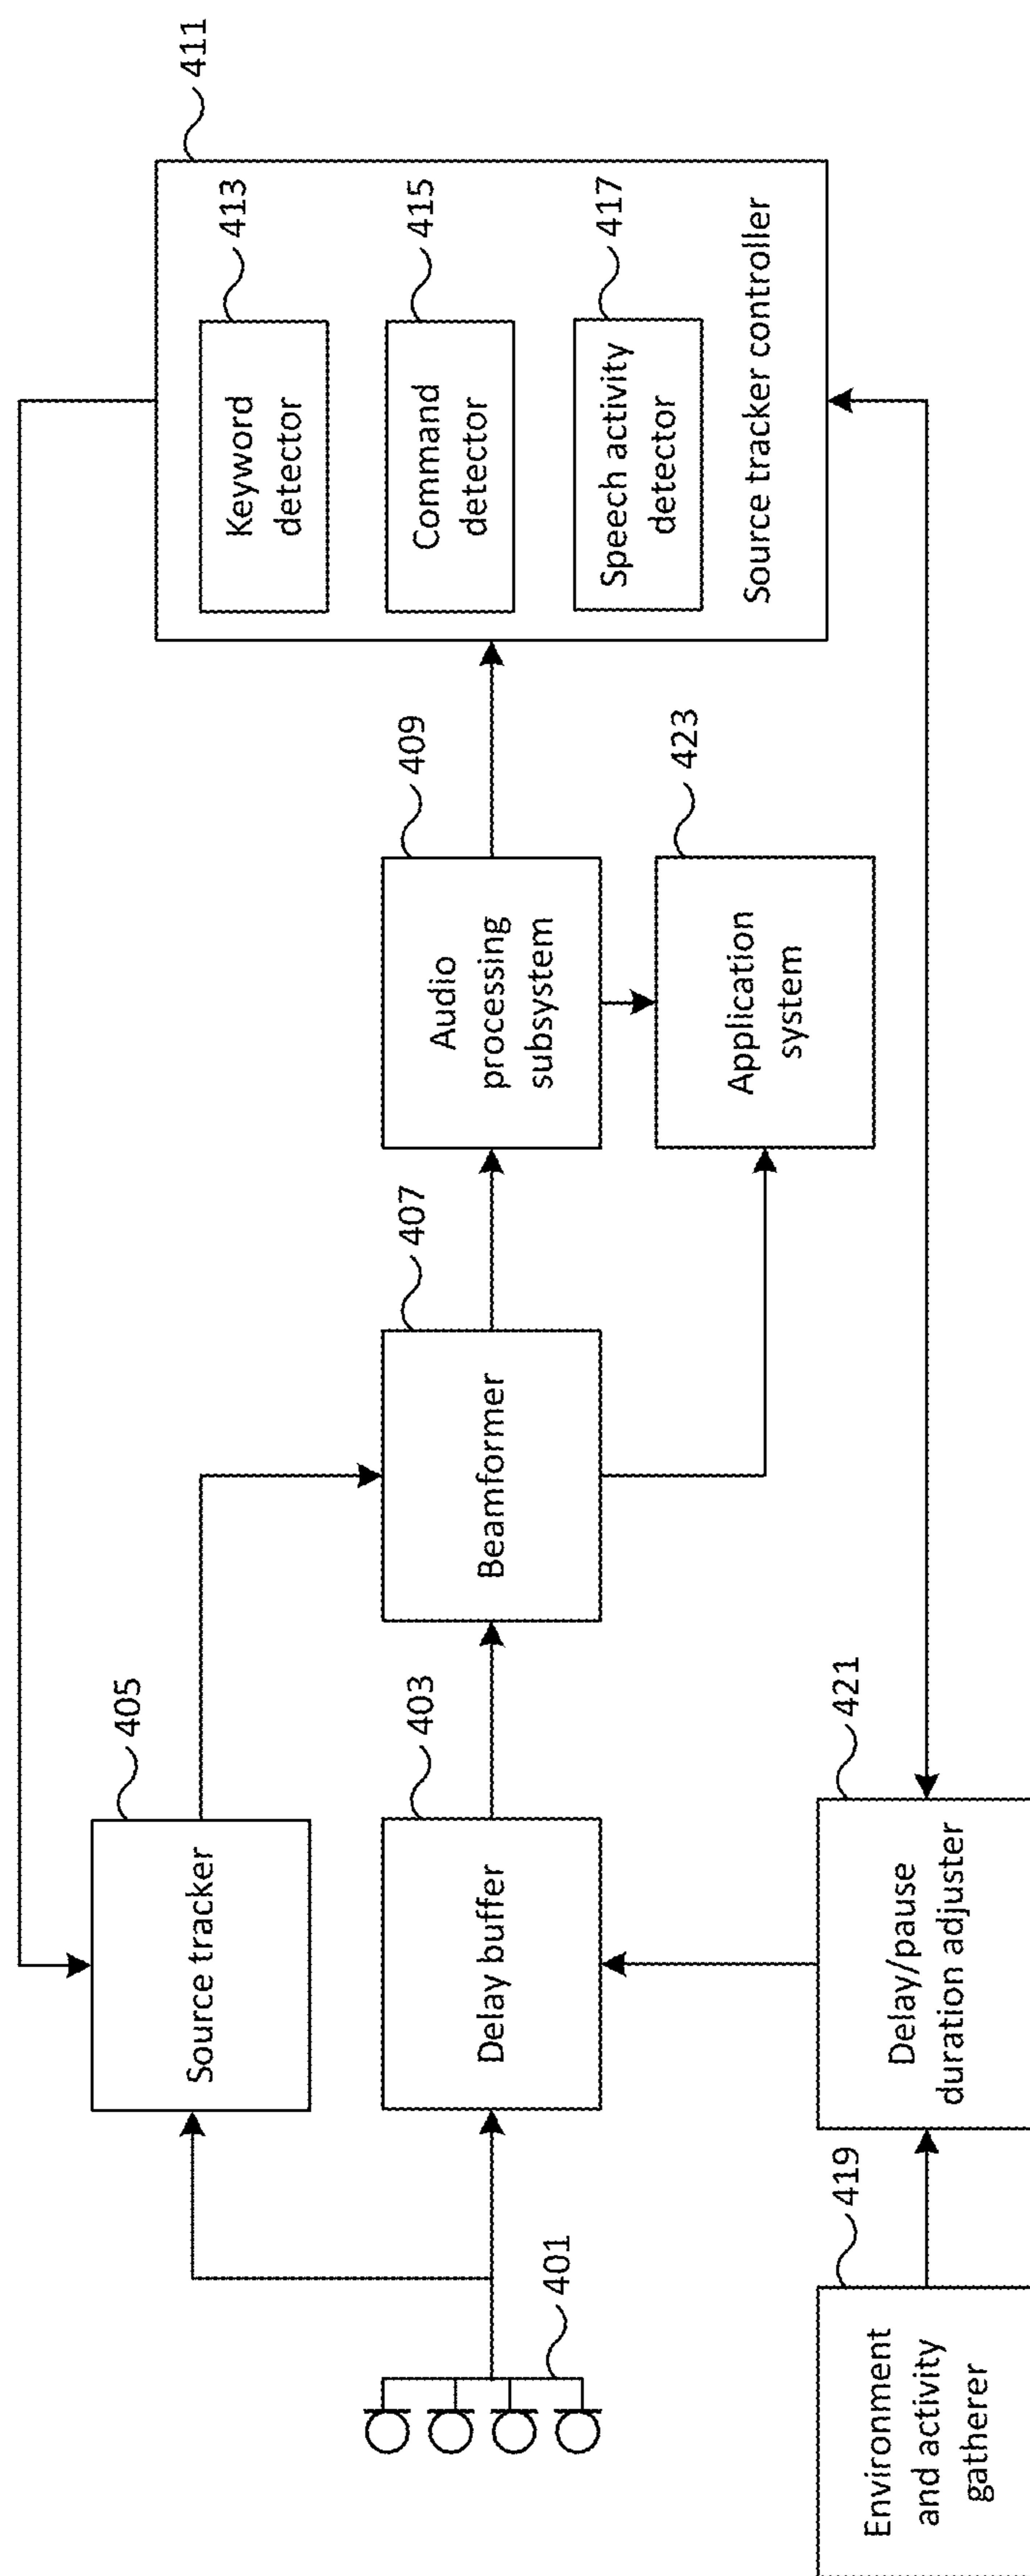 411
413
Keyword
detector
415
Command
detector
417
Speech activity
detector
Source tracker controller
409
Audio
processing
subsystem
423
Application
system
407
Beamformer
405
Source tracker
403
Delay buffer
421
Delay/pause
duration adjuster
401
419
Environment
and activity
gatherer